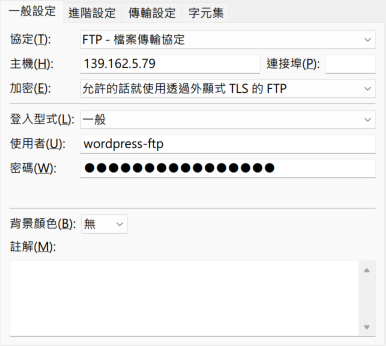 一般設定 進階設定 傳輸設定 字元集
協定(T): FTP - 檔案傳輸協定
主機(H): 139.162.5.79 連接埠(P):
加密(E): 允許的話就使用透過外顯式 TLS 的 FTP
登入型式(L): 一般
使用者(U): wordpress-ftp
密碼(W): ●●●●●●●●●●●●●●●●
背景顏色(B): 無
註解(M):